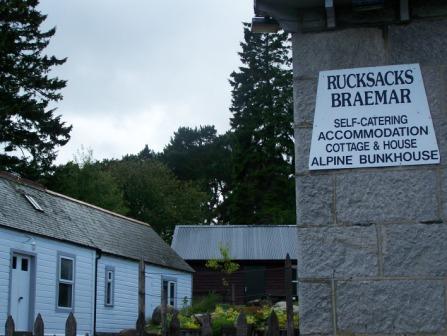 RUCKSACKS
BRAEMAR
SELF-CATERING
ACCOMMODATION
COTTAGE & HOUSE
ALPINE BUNKHOUSE